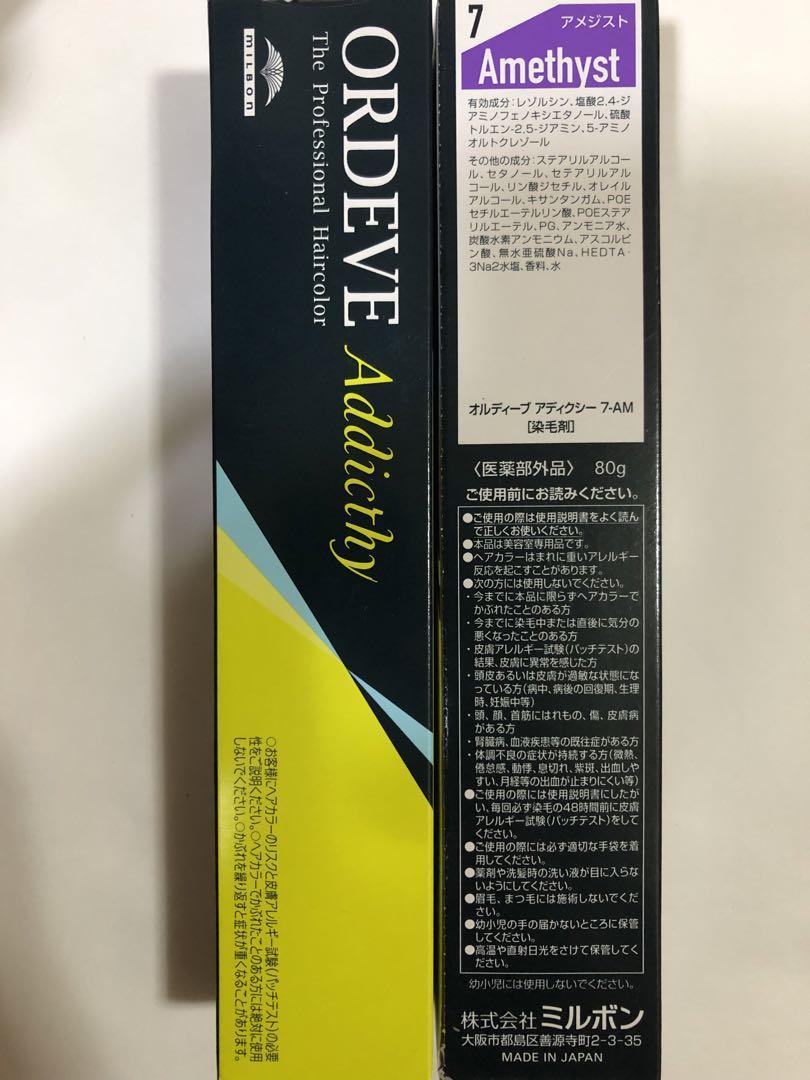 MILBON
ORDEVE Addicthy
The Professional Haircolor
○お客様にヘアカラーのリスクと皮膚アレルギー試験(パッチテスト)の必要
性をご説明ください。○ヘアカラーでかぶれたことのある方には絶対に使用
しないでください。○かぶれを繰り返すと症状が重くなることがあります。
7
アメジスト
Amethyst
有効成分:レゾルシン、塩酸2,4-ジ
アミノフェノキシエタノール、硫酸
トルエン-2,5-ジアミン、5-アミノ
オルトクレゾール
その他の成分:ステアリルアルコー
ル、セタノール、セテアリルアル
コール、リン酸ジセチル、オレイル
アルコール、キサンタンガム、POE
セチルエーテルリン酸、POEステア
リルエーテル、PG、アンモニア水、
炭酸水素アンモニウム、アスコルビ
ン酸、無水亜硫酸Na、HEDTA・
3Na2水塩、香料、水
オルディーブ アディクシー 7-AM
[染毛剤]
〈医薬部外品〉 80g
ご使用前にお読みください。
●ご使用の際は使用説明書をよく読ん
で正しくお使いください。
●本品は美容室専用品です。
●ヘアカラーはまれに重いアレルギー
反応を起こすことがあります。
●次の方には使用しないでください。
・今までに本品に限らずヘアカラーで
かぶれたことのある方
・今までに染毛中または直後に気分の
悪くなったことのある方
・皮膚アレルギー試験(パッチテスト)の
結果、皮膚に異常を感じた方
・頭皮あるいは皮膚が過敏な状態にな
っている方(病中、病後の回復期、生理
時、妊娠中等)
・頭、顔、首筋にはれもの、傷、皮膚病
がある方
・腎臓病、血液疾患等の既往症がある方
・体調不良の症状が持続する方(微熱、
倦怠感、動悸、息切れ、紫斑、出血しや
すい、月経等の出血が止まりにくい等)
●ご使用の際には使用説明書にしたが
い、毎回必ず染毛の48時間前に皮膚
アレルギー試験(パッチテスト)をして
ください。
●ご使用の際には必ず適切な手袋を着
用してください。
●薬剤や洗髪時の洗い液が目に入らな
いようにしてください。
●眉毛、まつ毛には施術しないでくだ
さい。
●幼小児の手の届かないところに保管
してください。
●高温や直射日光をさけて保管してく
ださい。
幼小児には使用しないでください。
株式会社 ミルボン
大阪市都島区善源寺町2-3-35
MADE IN JAPAN